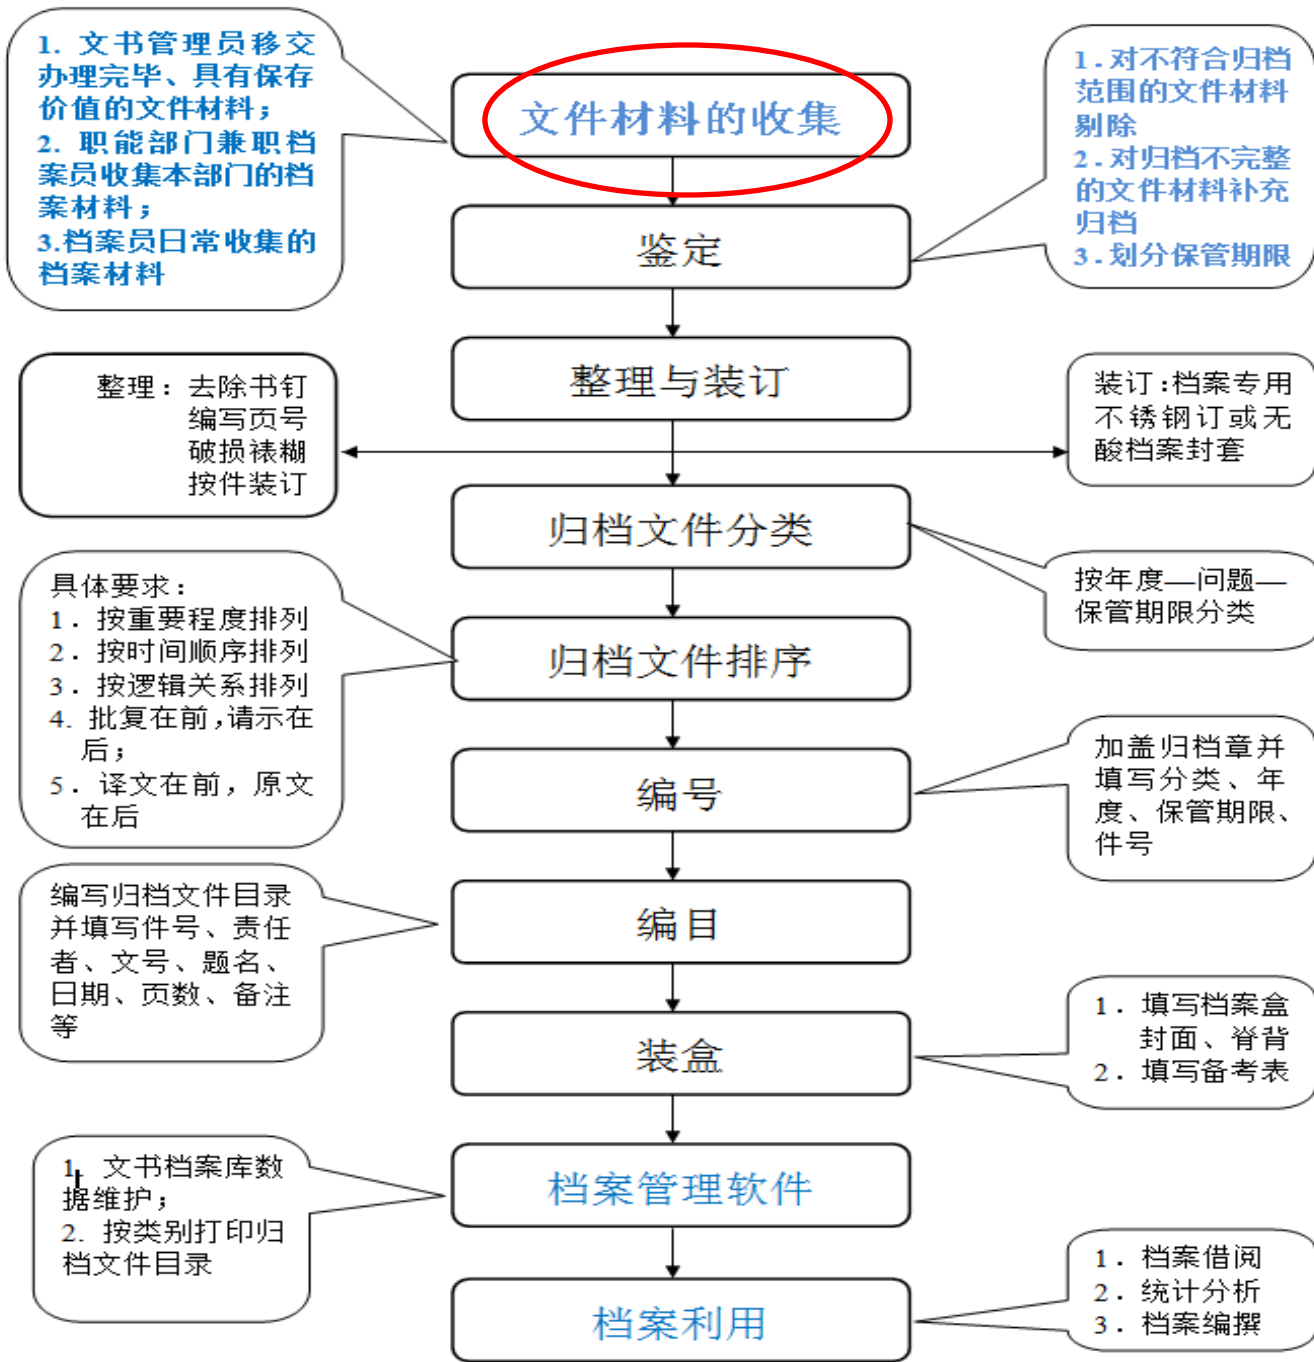 1. 文书管理员移交
办理完毕、具有保存
价值的文件材料；
2. 职能部门兼职档
案员收集本部门的档
案材料；
3.档案员日常收集的
档案材料
文件材料的收集
1.对不符合归档
范围的文件材料
剔除
2.对归档不完整
的文件材料补充
归档
3.划分保管期限
鉴定
整理与装订
整理：去除书钉
编写页号
破损裱糊
按件装订
装订：档案专用
不锈钢订或无
酸档案封套
归档文件分类
按年度—问题—
保管期限分类
具体要求：
1．按重要程度排列
2．按时间顺序排列
3．按逻辑关系排列
4. 批复在前，请示在
后；
5．译文在前，原文
在后
归档文件排序
编号
加盖归档章并
填写分类、年
度、保管期限、
件号
编写归档文件目录
并填写件号、责任
者、文号、题名、
日期、页数、备注
等
编目
装盒
1．填写档案盒
封面、脊背
2．填写备考表
1. 文书档案库数
据维护；
2. 按类别打印归
档文件目录
档案管理软件
档案利用
1．档案借阅
2．统计分析
3．档案编撰